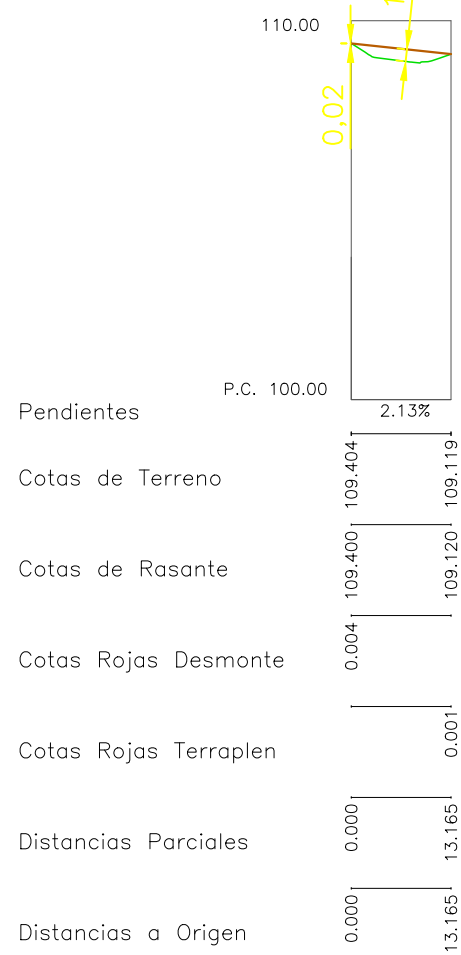 110.00
0,02
P.C. 100.00
2.13%
Pendientes
109.404 109.119
Cotas de Terreno
109.400 109.120
Cotas de Rasante
0.004
Cotas Rojas Desmonte
0.001
Cotas Rojas Terraplen
0.000 13.165
Distancias Parciales
0.000 13.165
Distancias a Origen